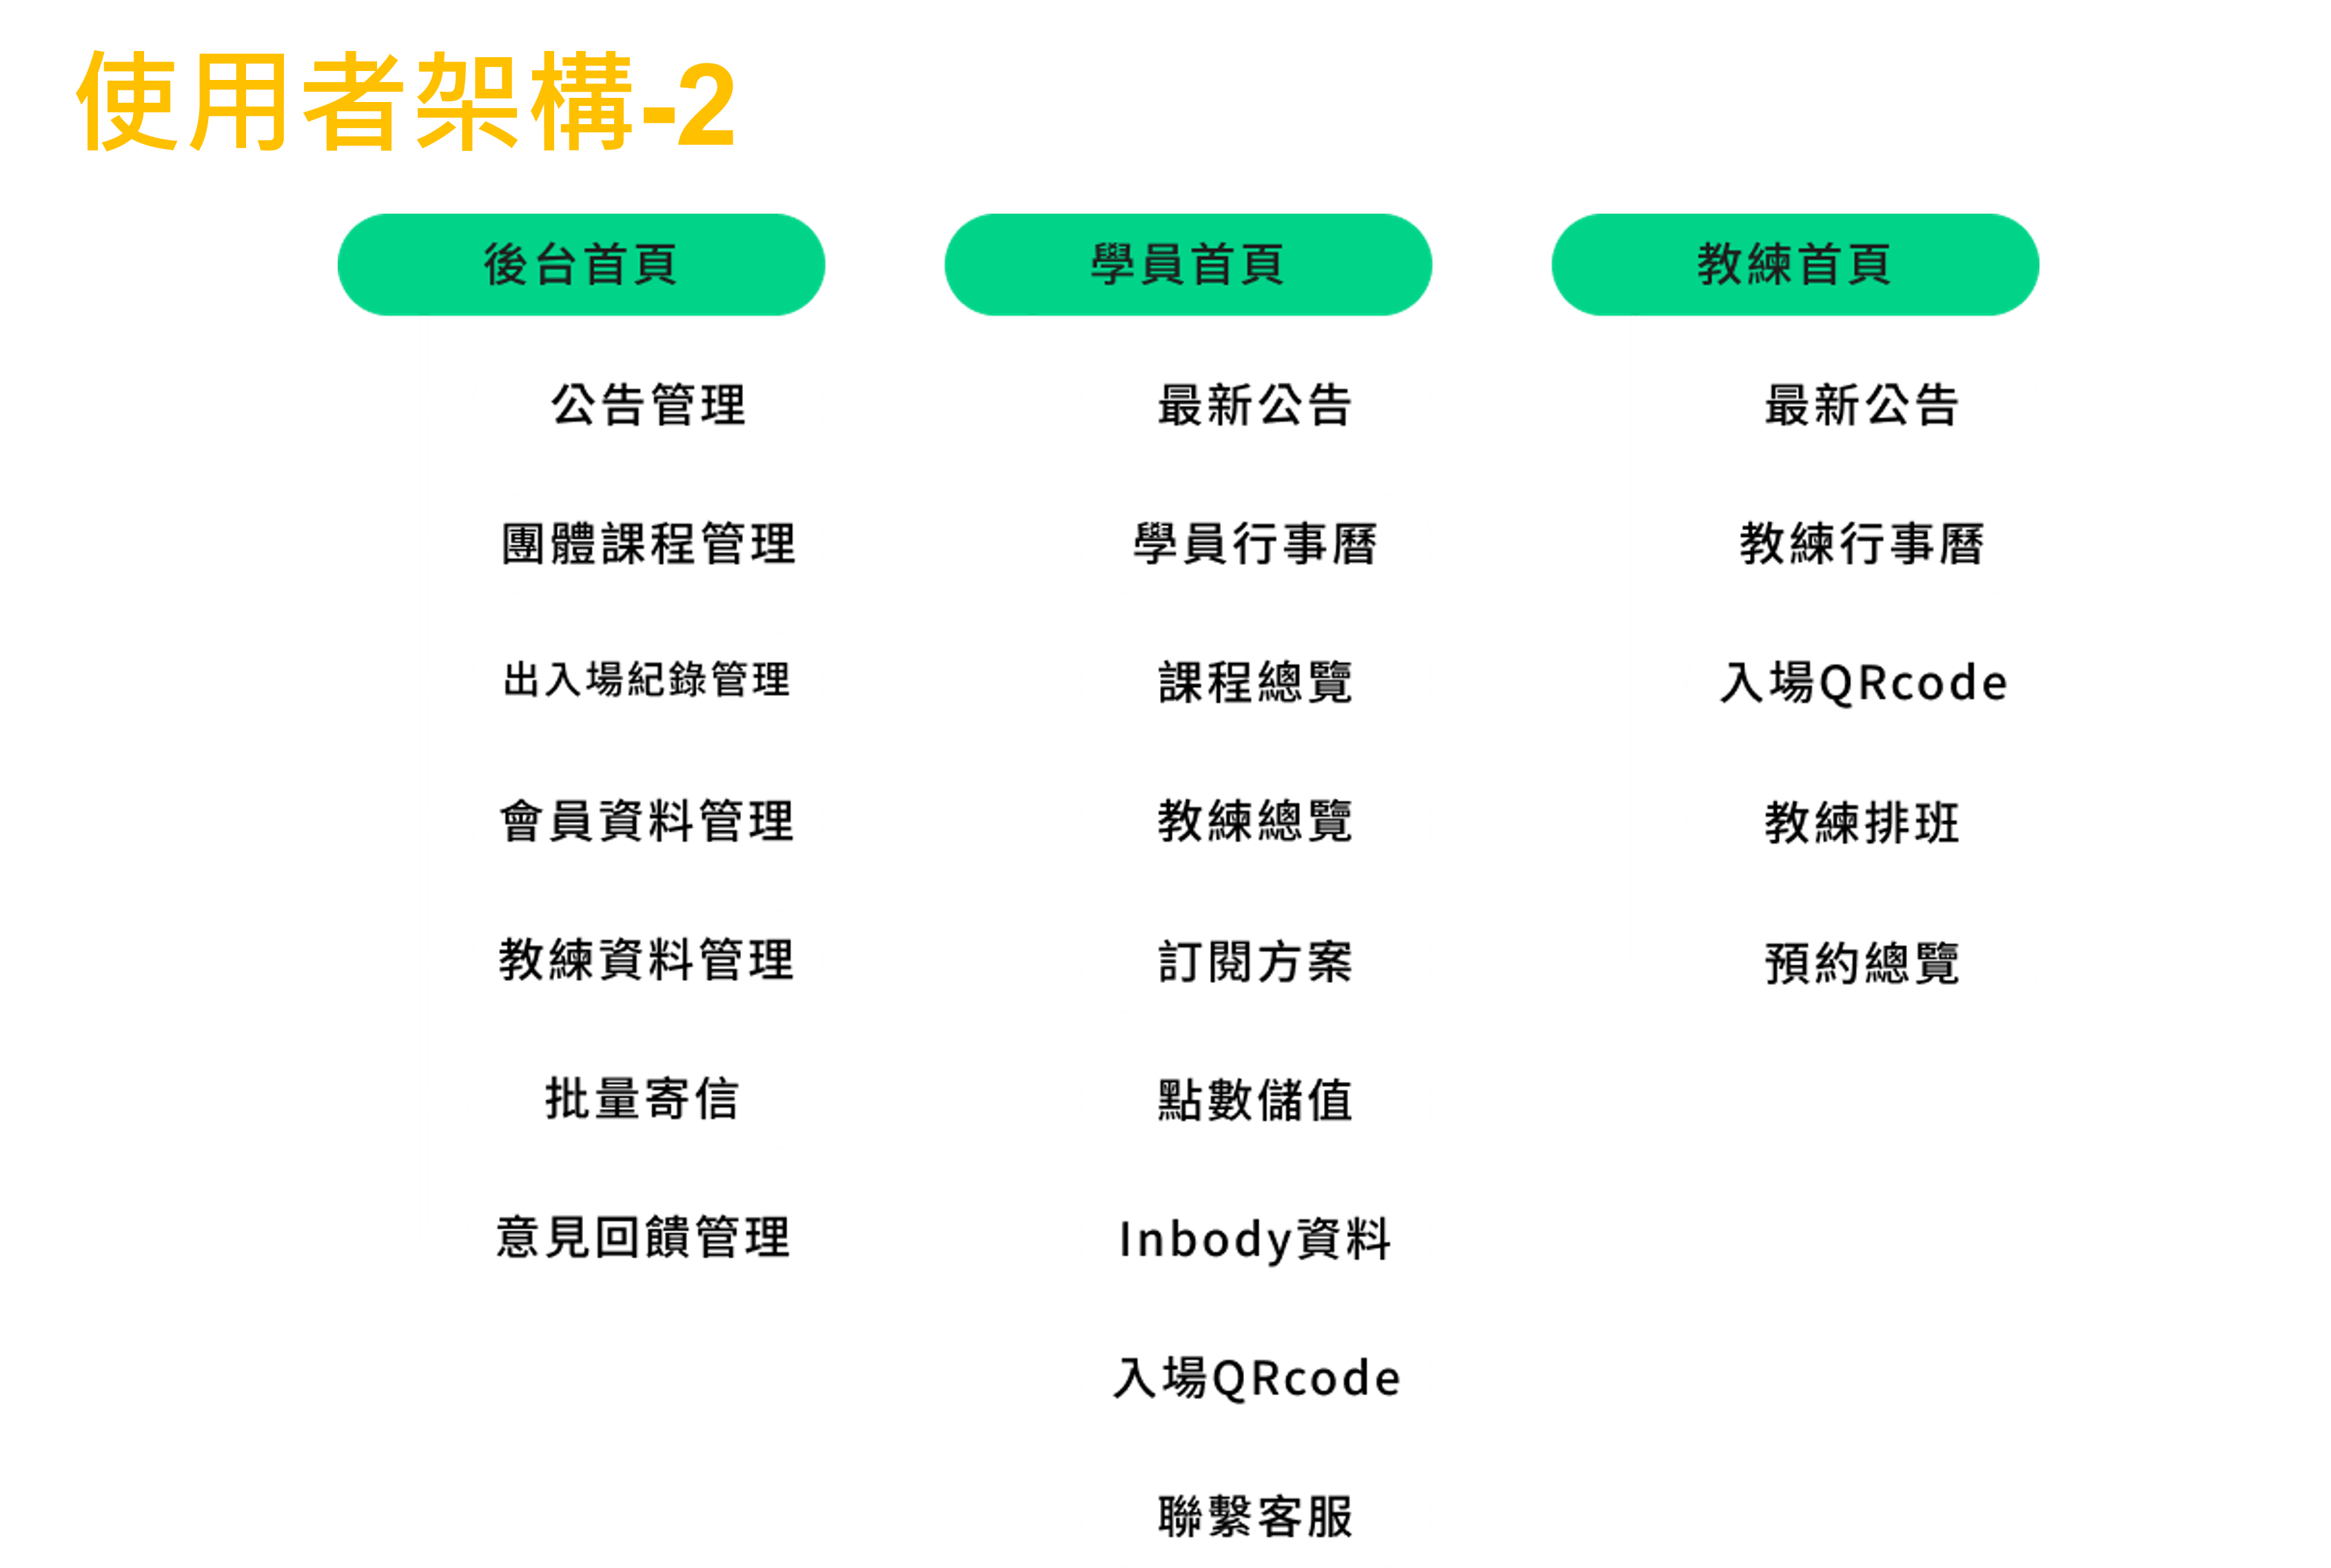 使用者架構-2
後台首頁
公告管理
團體課程管理
出入場紀錄管理
會員資料管理
教練資料管理
批量寄信
意見回饋管理
學員首頁
最新公告
學員行事曆
課程總覽
教練總覽
訂閱方案
點數儲值
Inbody資料
入場QRcode
聯繫客服
教練首頁
最新公告
教練行事曆
入場QRcode
教練排班
預約總覽